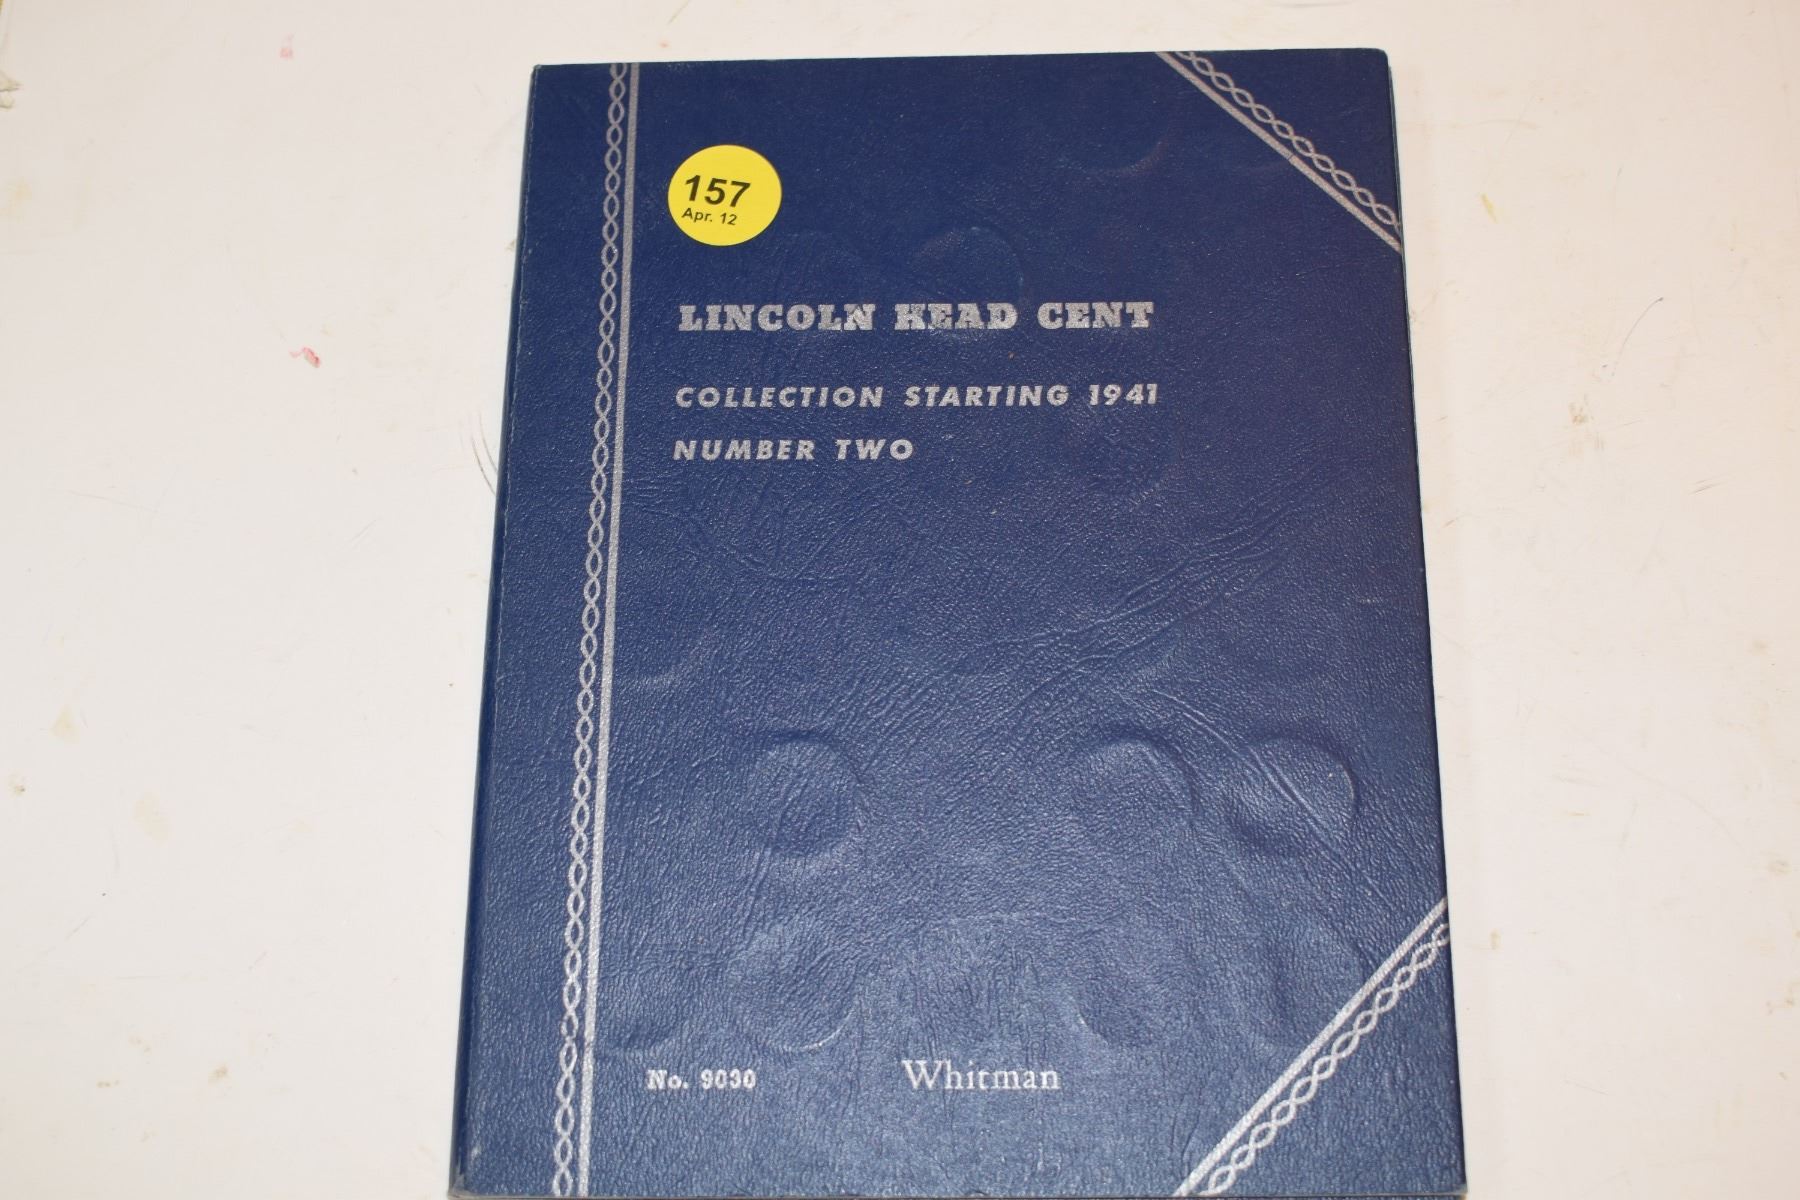 157
Apr. 12
LINCOLN HEAD CENT
COLLECTION STARTING 1941
NUMBER TWO
No. 9030
Whitman